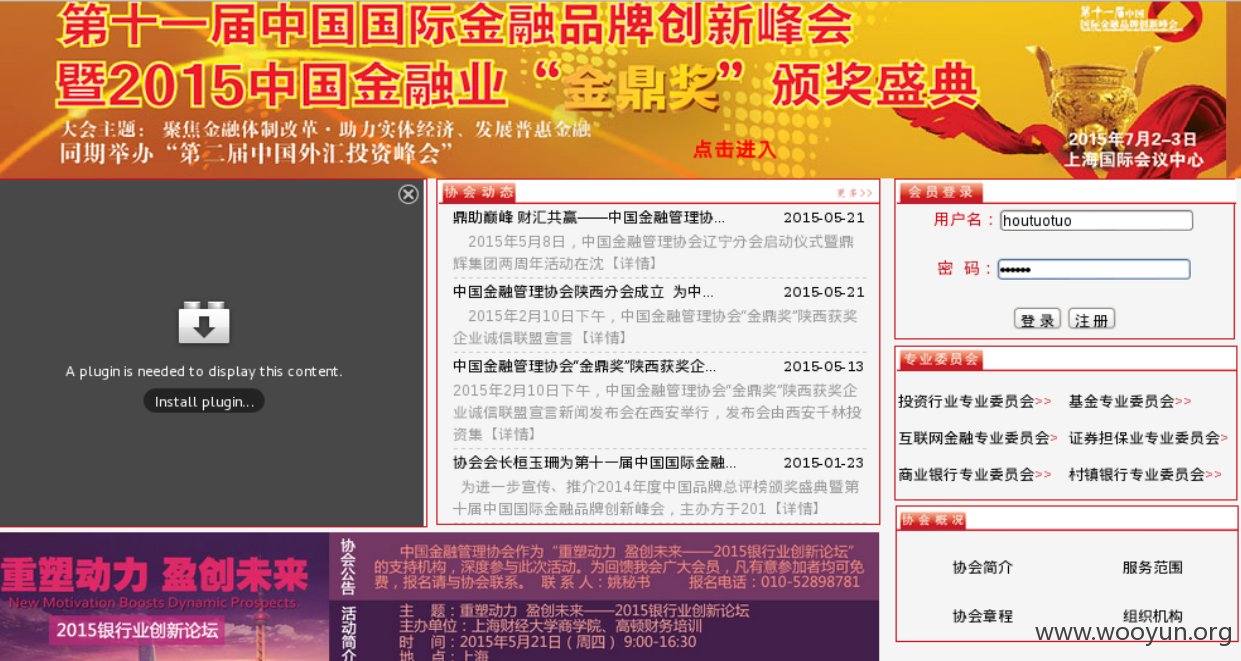 第十一届中国国际金融品牌创新峰会
暨2015中国金融业“金鼎奖”颁奖盛典
大会主题： 聚焦金融体制改革·助力实体经济、发展普惠金融
同期举办“第二届中国外汇投资峰会”
点击进入
第十一届中国
国际金融品牌创新峰会
2015年7月2-3日
上海国际会议中心
A plugin is needed to display this content.
Install plugin...
协会动态
更多>>
鼎助巅峰 财汇共赢——中国金融管理协... 2015-05-21
2015年5月8日，中国金融管理协会辽宁分会启动仪式暨鼎
辉集团两周年活动在沈【详情】
中国金融管理协会陕西分会成立 为中... 2015-05-21
2015年2月10日下午，中国金融管理协会“金鼎奖”陕西获奖
企业诚信联盟宣言【详情】
中国金融管理协会“金鼎奖”陕西获奖企... 2015-05-13
2015年2月10日下午，中国金融管理协会“金鼎奖”陕西获奖企
业诚信联盟宣言新闻发布会在西安举行，发布会由西安千林投
资集【详情】
协会会长桓玉珊为第十一届中国国际金融... 2015-01-23
为进一步宣传、推介2014年度中国品牌总评榜颁奖盛典暨第
十届中国国际金融品牌创新峰会，主办方于201【详情】
会员登录
用户名： houtuotuo
密 码： ••••••
登录 注册
专业委员会
投资行业专业委员会>> 基金专业委员会>>
互联网金融专业委员会> 证券担保业专业委员会>
商业银行专业委员会>> 村镇银行专业委员会>>
协会概况
协会简介 服务范围
协会章程 组织机构
重塑动力 盈创未来
New Motivation Boosts Dynamic Prospects.
2015银行业创新论坛
协会公告
中国金融管理协会作为“重塑动力 盈创未来——2015银行业创新论坛”
的支持机构，深度参与此次活动。为回馈我会广大会员，凡有意参加者均可免
费，报名请与协会联系。 联 系 人：姚秘书 报名电话：010-52898781
活动简介
主 题：重塑动力 盈创未来——2015银行业创新论坛
主办单位：上海财经大学商学院、高顿财务培训
时 间：2015年5月21日（周四）9:00-16:30
地 点：上海
www.wooyun.org